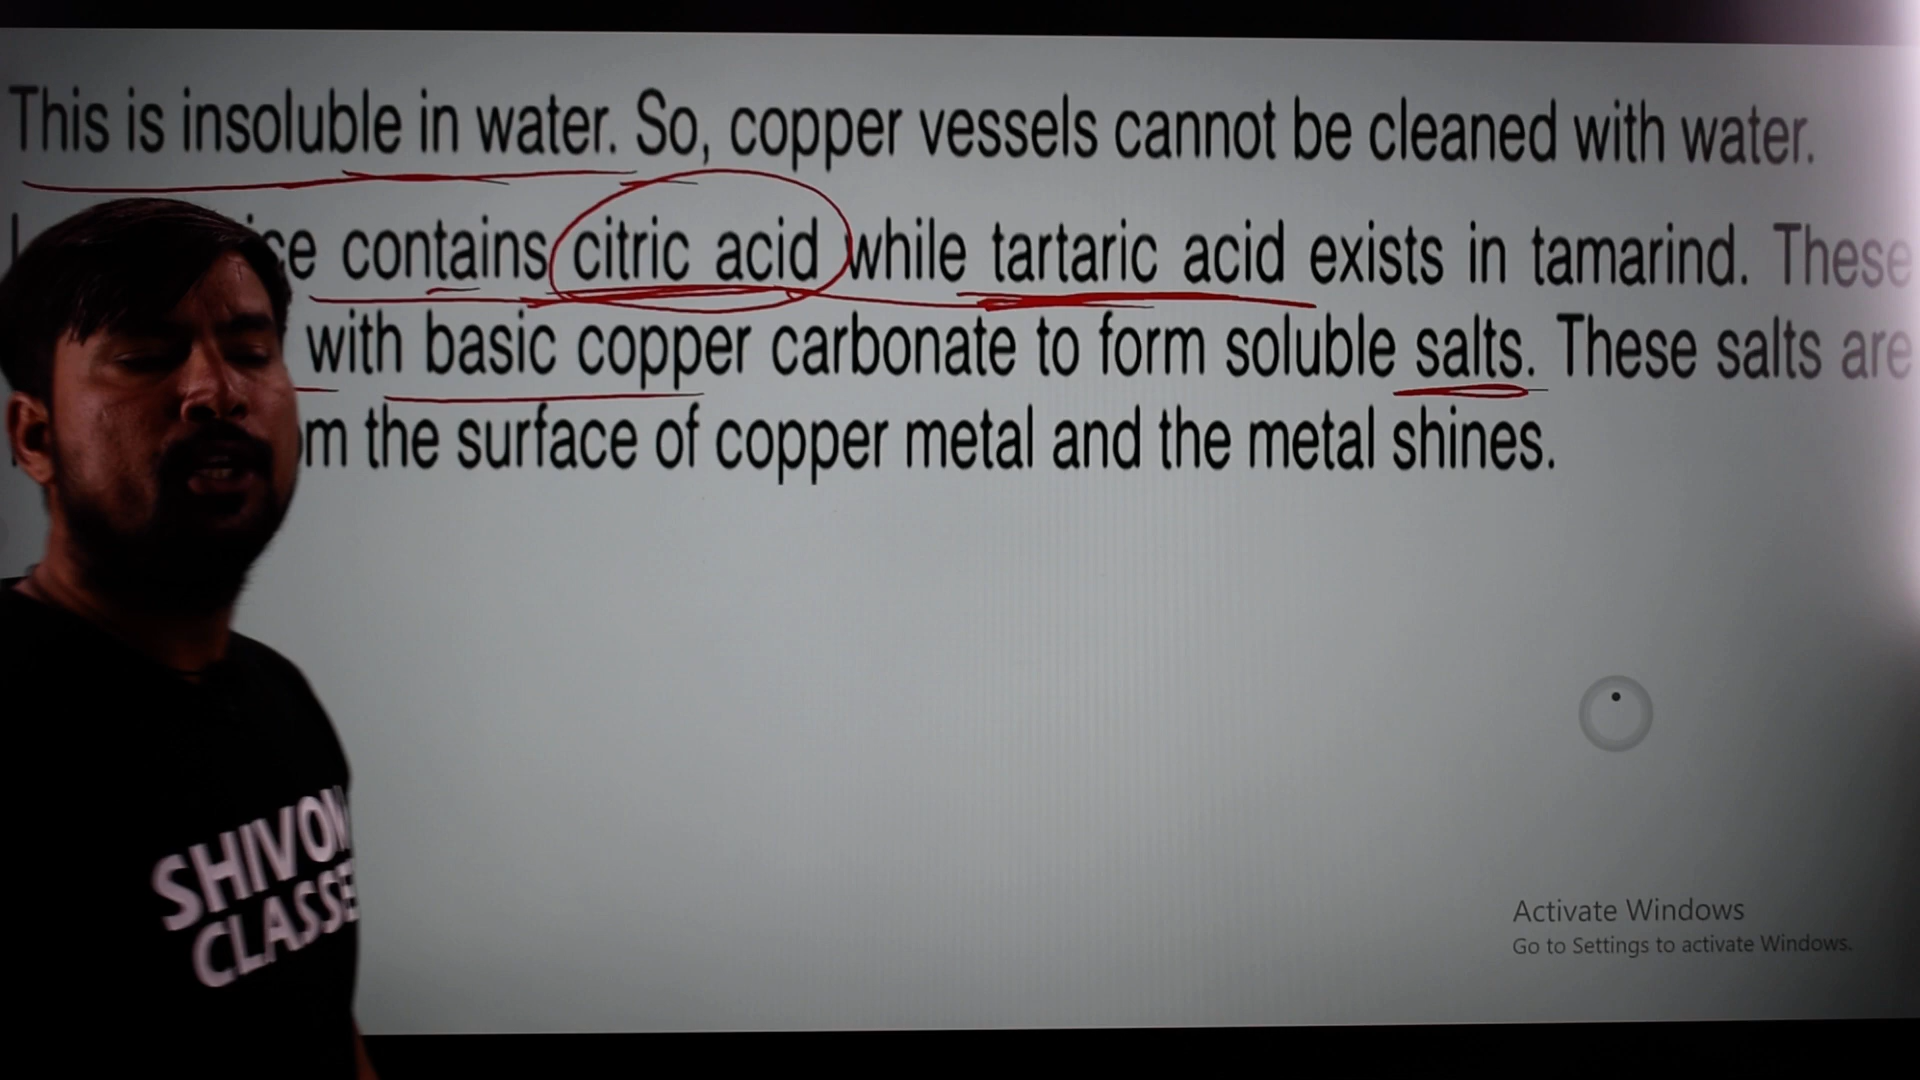 This is insoluble in water. So, copper vessels cannot be cleaned with water.
contains citric acid while tartaric acid exists in tamarind. These
with basic copper carbonate to form soluble salts. These salts are
the surface of copper metal and the metal shines.
SHIVOM
CLASSE
Activate Windows
Go to Settings to activate Windows.